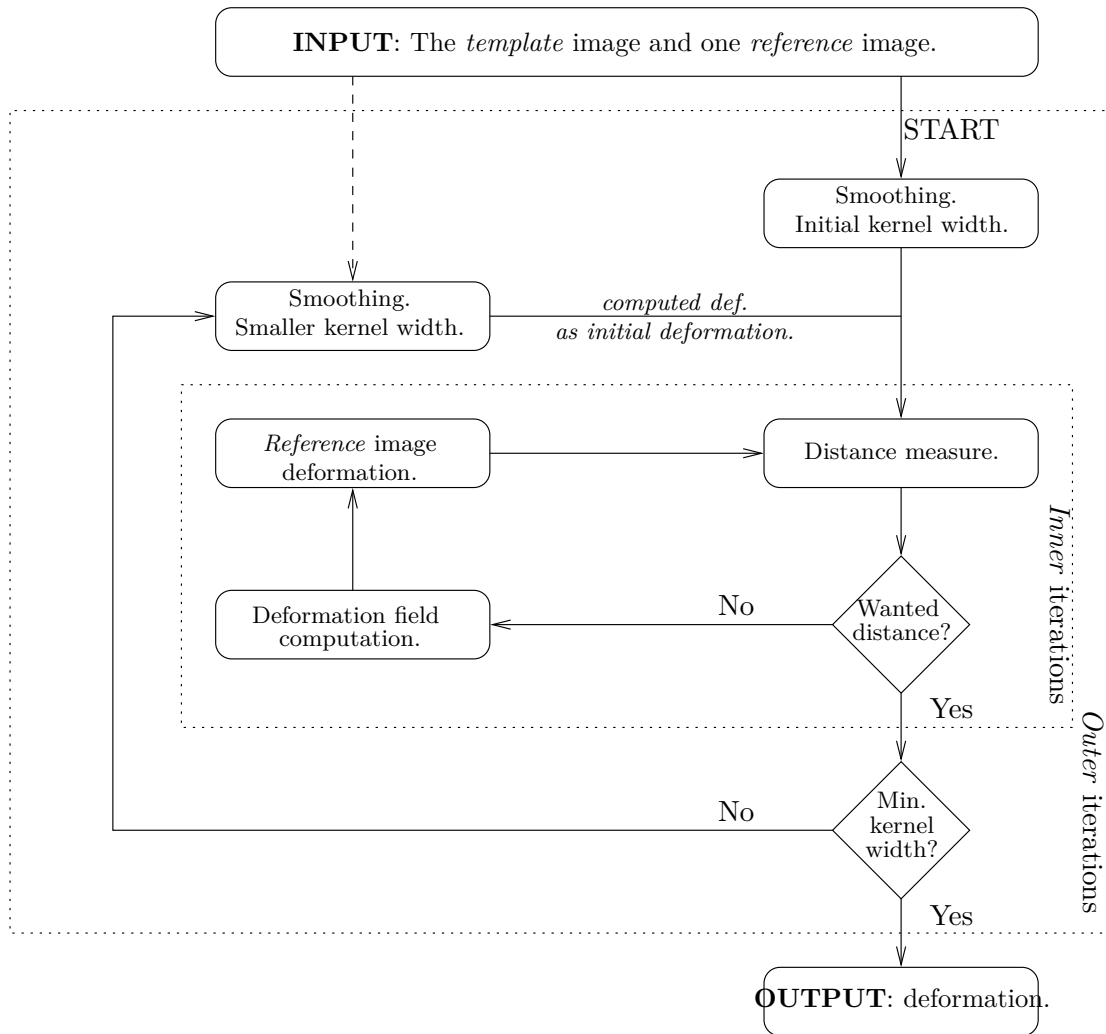 INPUT: The template image and one reference image.
START
Smoothing.
Initial kernel width.
Smoothing.
Smaller kernel width.
computed def.
as initial deformation.
Reference image
deformation.
Distance measure.
Inner iterations
Deformation field
computation.
No
Wanted
distance?
Yes
Outer iterations
No
Min.
kernel
width?
Yes
OUTPUT: deformation.